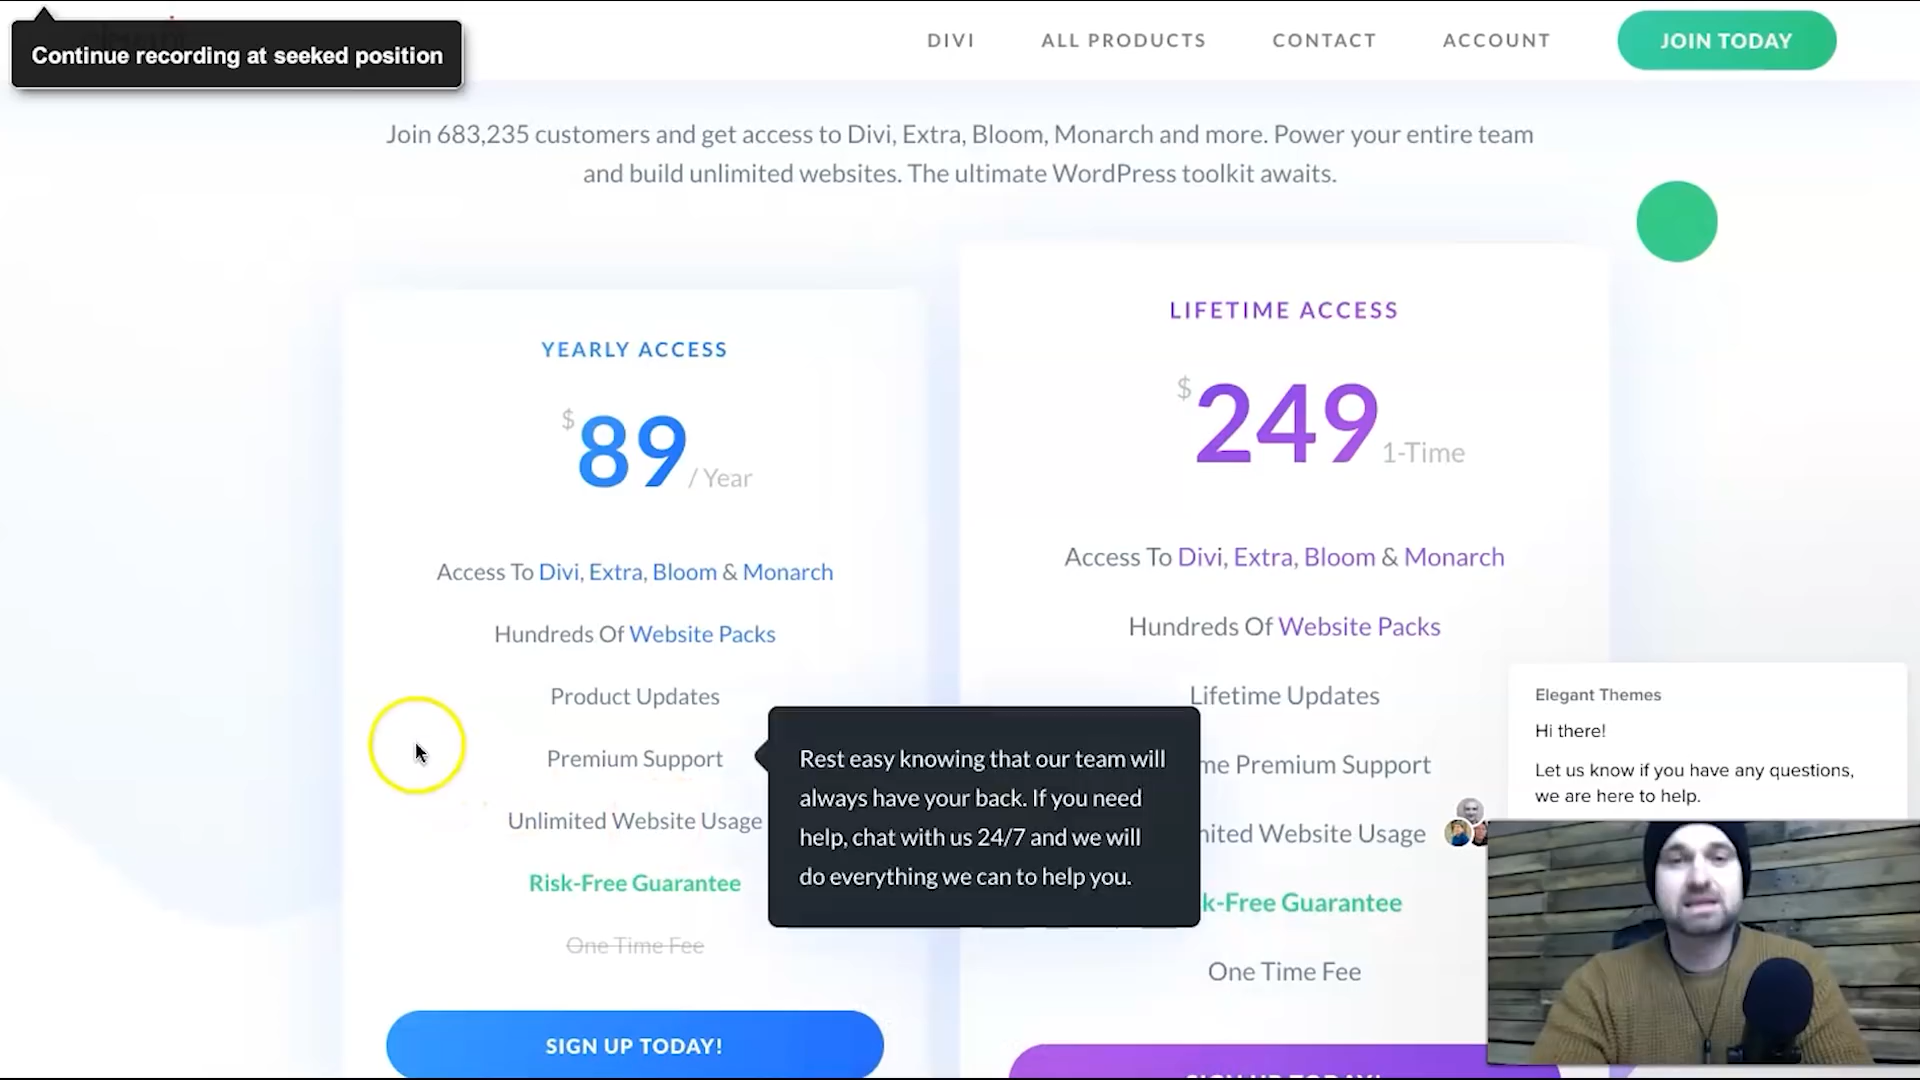 Continue recording at seeked position
DIVI
ALL PRODUCTS
CONTACT
ACCOUNT
JOIN TODAY
Join 683,235 customers and get access to Divi, Extra, Bloom, Monarch and more. Power your entire team
and build unlimited websites. The ultimate WordPress toolkit awaits.
YEARLY ACCESS
$89 / Year
Access To Divi, Extra, Bloom & Monarch
Hundreds Of Website Packs
Product Updates
Premium Support
Unlimited Website Usage
Risk-Free Guarantee
One Time Fee
SIGN UP TODAY!
Rest easy knowing that our team will
always have your back. If you need
help, chat with us 24/7 and we will
do everything we can to help you.
LIFETIME ACCESS
$249 1-Time
Access To Divi, Extra, Bloom & Monarch
Hundreds Of Website Packs
Lifetime Updates
me Premium Support
ited Website Usage
k-Free Guarantee
One Time Fee
Elegant Themes
Hi there!
Let us know if you have any questions,
we are here to help.